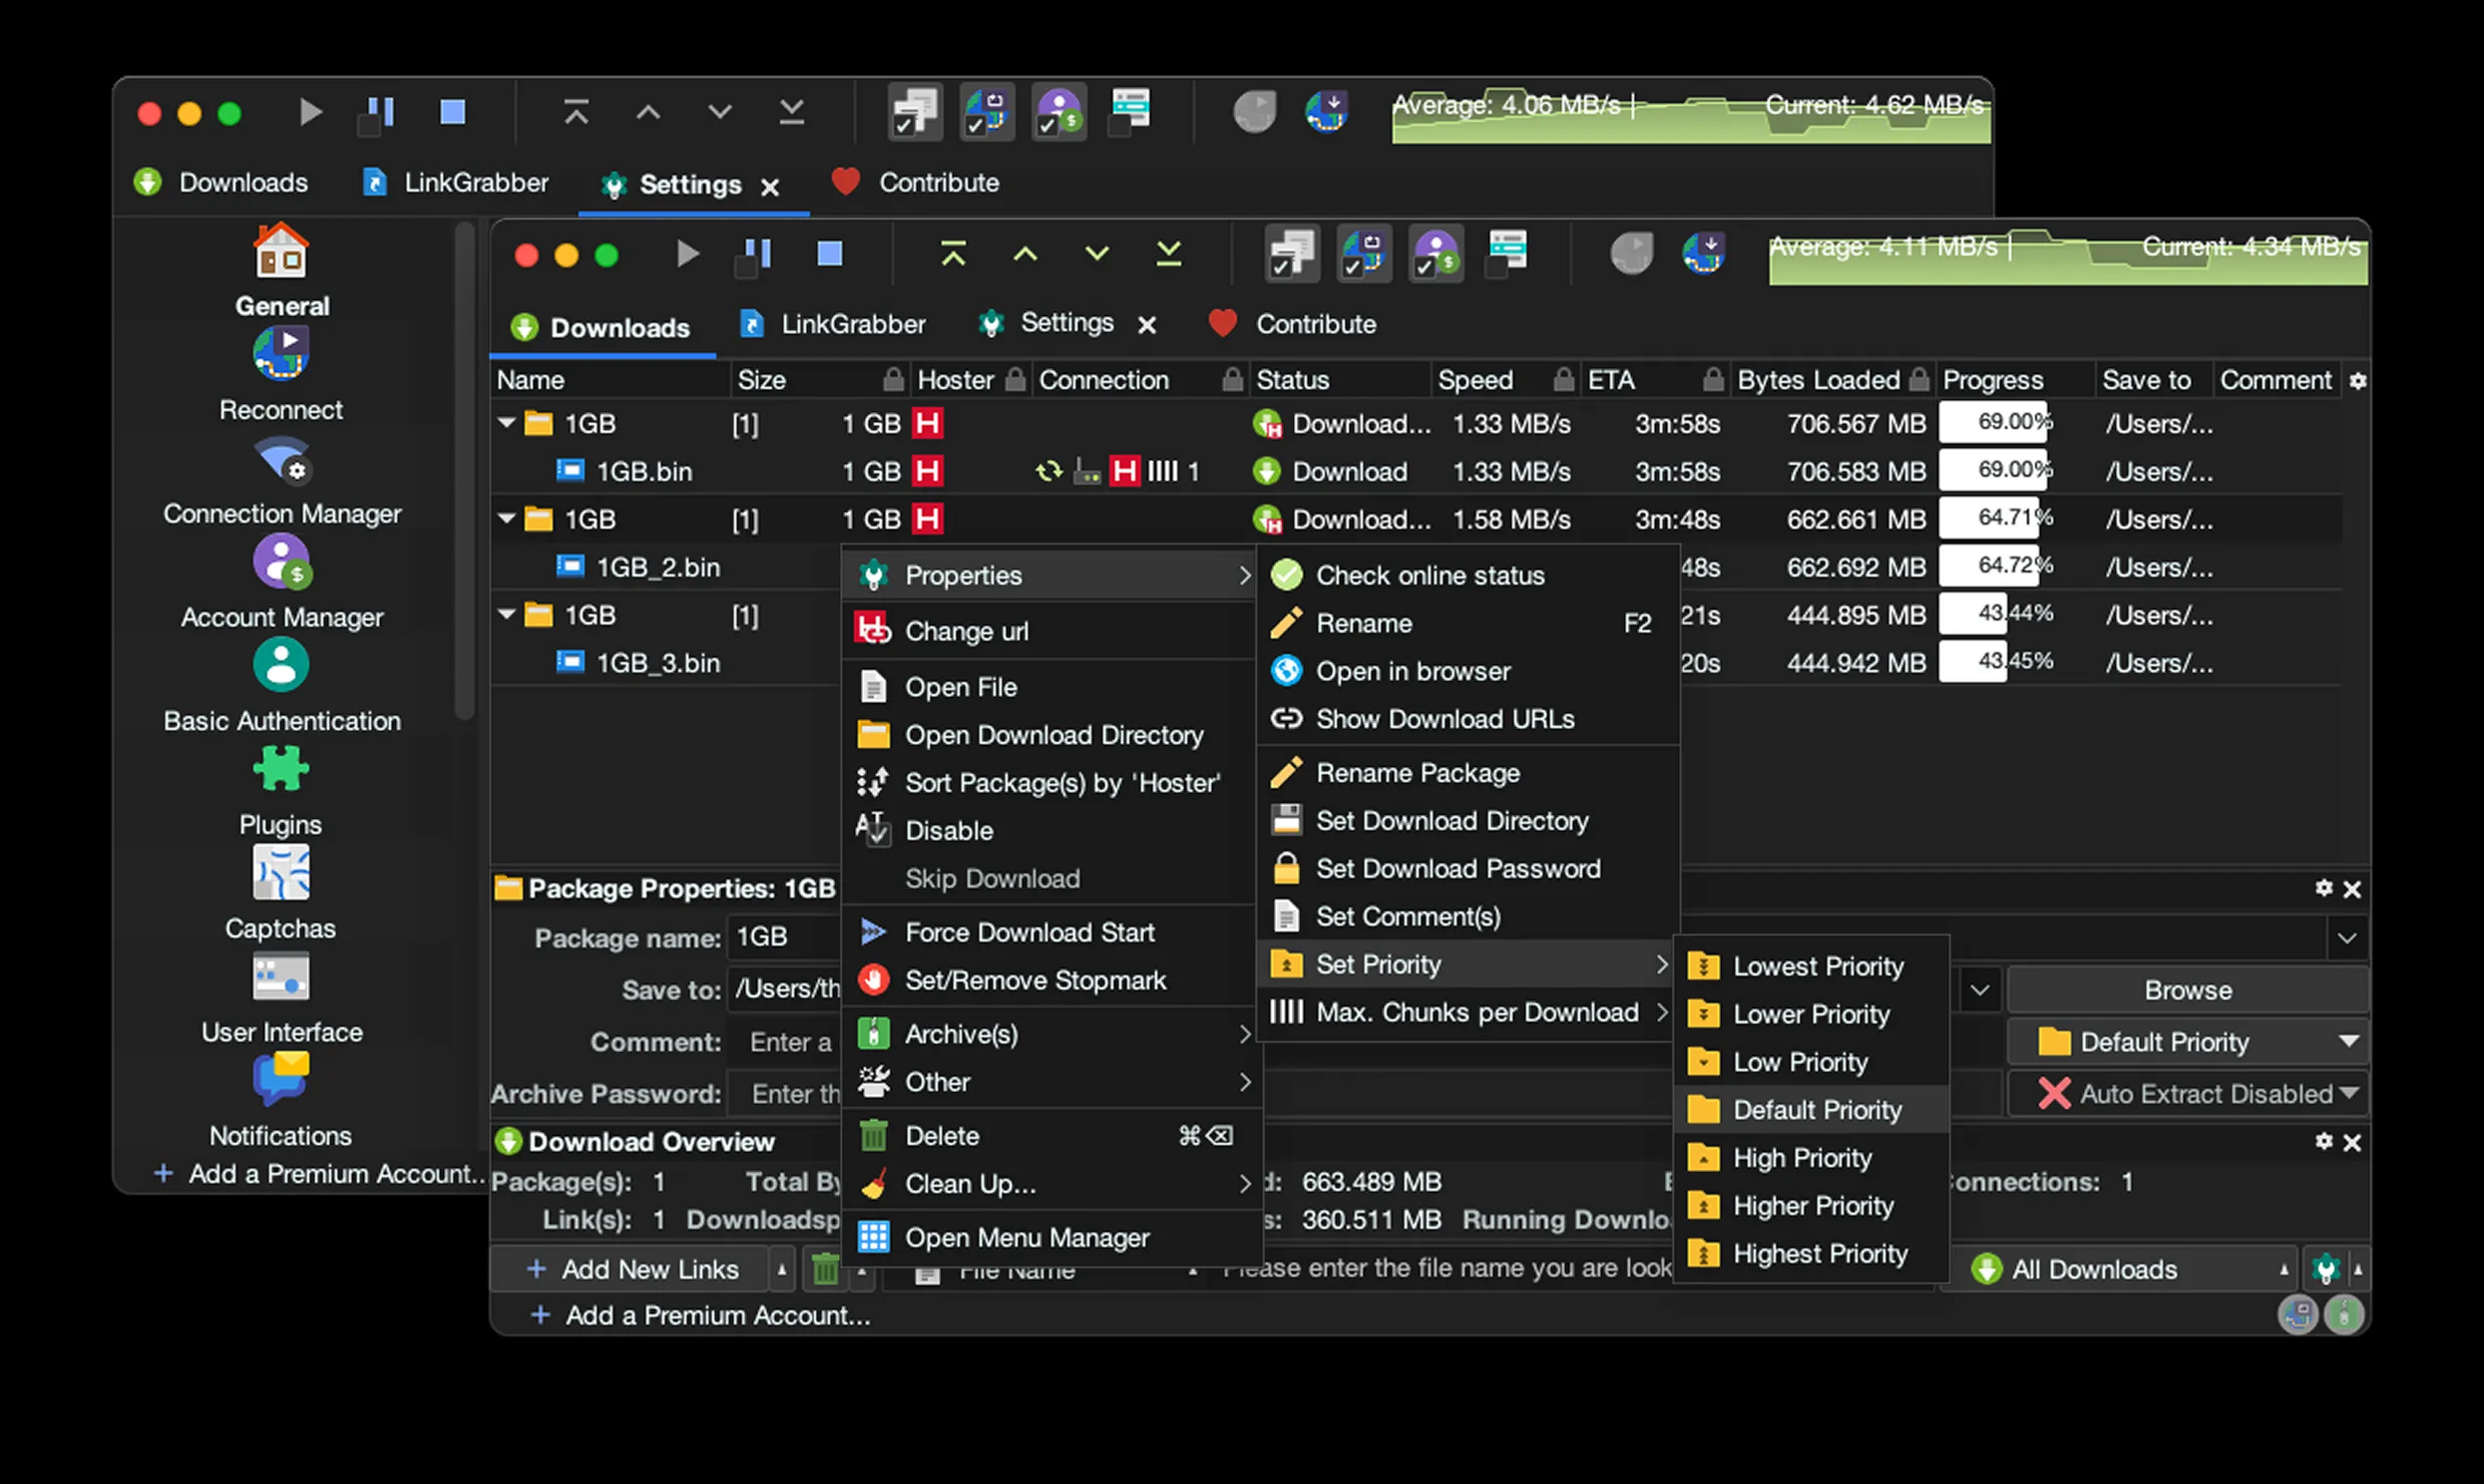 Average: 4.06 MB/s | Current: 4.62 MB/s
Downloads LinkGrabber Settings Contribute
General
Reconnect
Connection Manager
Account Manager
Basic Authentication
Plugins
Captchas
User Interface
Notifications
+ Add a Premium Account...
Average: 4.11 MB/s | Current: 4.34 MB/s
Downloads LinkGrabber Settings Contribute
Name Size Hoster Connection Status Speed ETA Bytes Loaded Progress Save to Comment
1GB [1] 1 GB H Download... 1.33 MB/s 3m:58s 706.567 MB 69.00% /Users/...
1GB.bin 1 GB H H 1 Download 1.33 MB/s 3m:58s 706.583 MB 69.00% /Users/...
1GB [1] 1 GB H Download... 1.58 MB/s 3m:48s 662.661 MB 64.71% /Users/...
1GB_2.bin 48s 662.692 MB 64.72% /Users/...
1GB [1] 21s 444.895 MB 43.44% /Users/...
1GB_3.bin 20s 444.942 MB 43.45% /Users/...
Properties
Change url
Open File
Open Download Directory
Sort Package(s) by 'Hoster'
Disable
Skip Download
Force Download Start
Set/Remove Stopmark
Archive(s)
Other
Delete ⌘⌫
Clean Up...
Open Menu Manager
Check online status
Rename F2
Open in browser
Show Download URLs
Rename Package
Set Download Directory
Set Download Password
Set Comment(s)
Set Priority
Max. Chunks per Download
Lowest Priority
Lower Priority
Low Priority
Default Priority
High Priority
Higher Priority
Highest Priority
Package Properties: 1GB
Package name: 1GB
Save to: /Users/th Browse
Comment: Enter a Default Priority
Archive Password: Enter th Auto Extract Disabled
Download Overview
Package(s): 1 Total By d: 663.489 MB onnections: 1
Link(s): 1 Downloadsp s: 360.511 MB Running Downlo
+ Add New Links File Name Please enter the file name you are look All Downloads
+ Add a Premium Account...